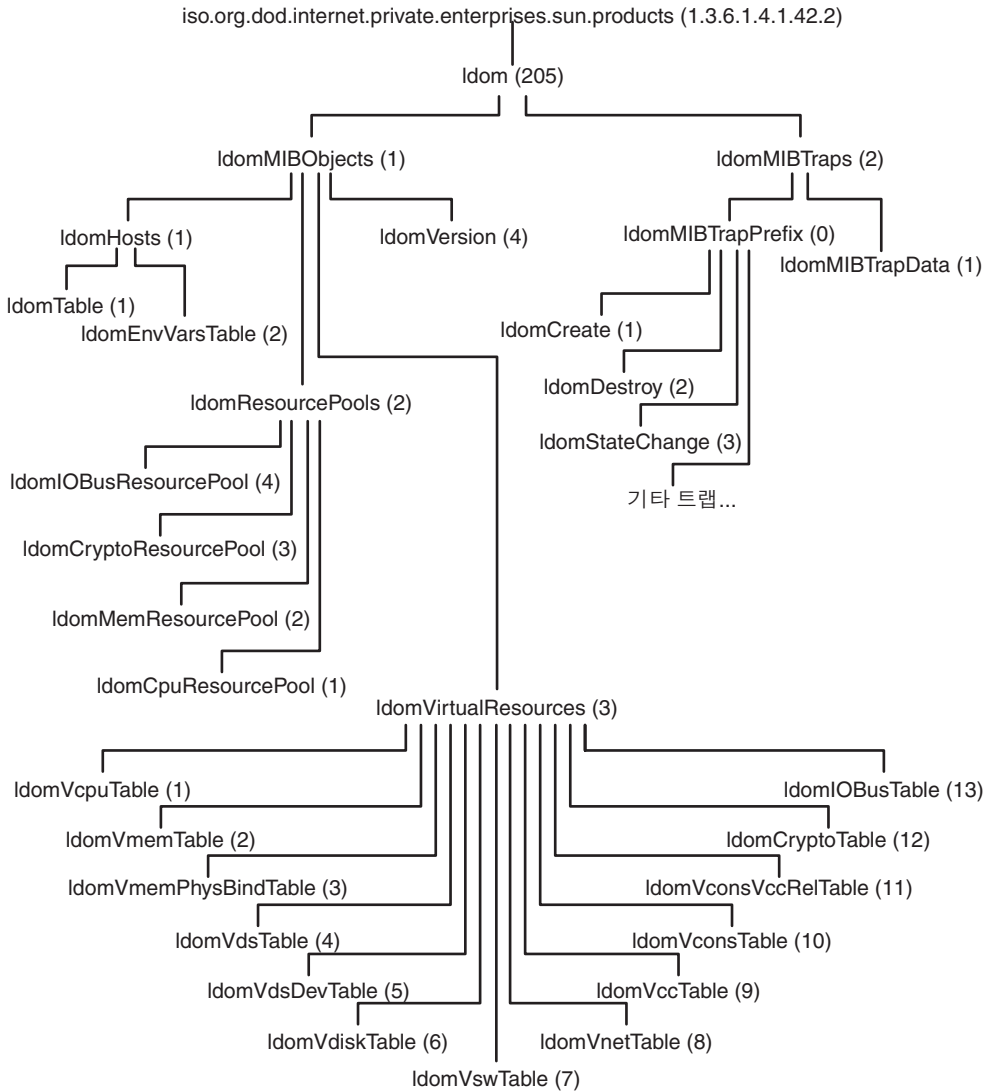 iso.org.dod.internet.private.enterprises.sun.products (1.3.6.1.4.1.42.2)
ldom (205)
ldomMIBObjects (1)
ldomMIBTraps (2)
ldomHosts (1)
ldomVersion (4)
ldomMIBTrapPrefix (0)
ldomMIBTrapData (1)
ldomTable (1)
ldomEnvVarsTable (2)
ldomCreate (1)
ldomDestroy (2)
ldomStateChange (3)
기타 트랩...
ldomResourcePools (2)
ldomIOBusResourcePool (4)
ldomCryptoResourcePool (3)
ldomMemResourcePool (2)
ldomCpuResourcePool (1)
ldomVirtualResources (3)
ldomVcpuTable (1)
ldomIOBusTable (13)
ldomVmemTable (2)
ldomCryptoTable (12)
ldomVmemPhysBindTable (3)
ldomVconsVccRelTable (11)
ldomVdsTable (4)
ldomVconsTable (10)
ldomVdsDevTable (5)
ldomVccTable (9)
ldomVdiskTable (6)
ldomVnetTable (8)
ldomVswTable (7)